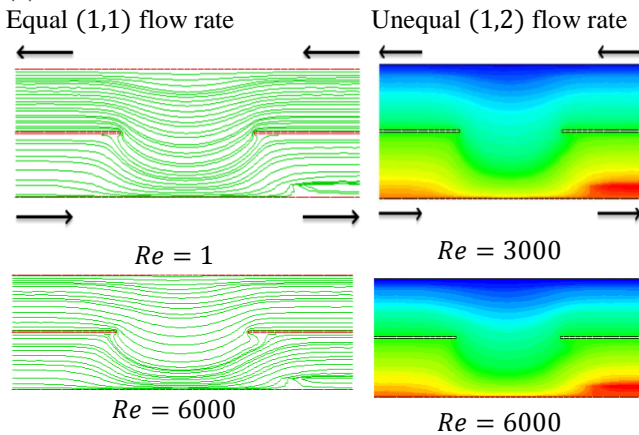 Equal (1,1) flow rate
Unequal (1,2) flow rate
Re = 1
Re = 3000
Re = 6000
Re = 6000